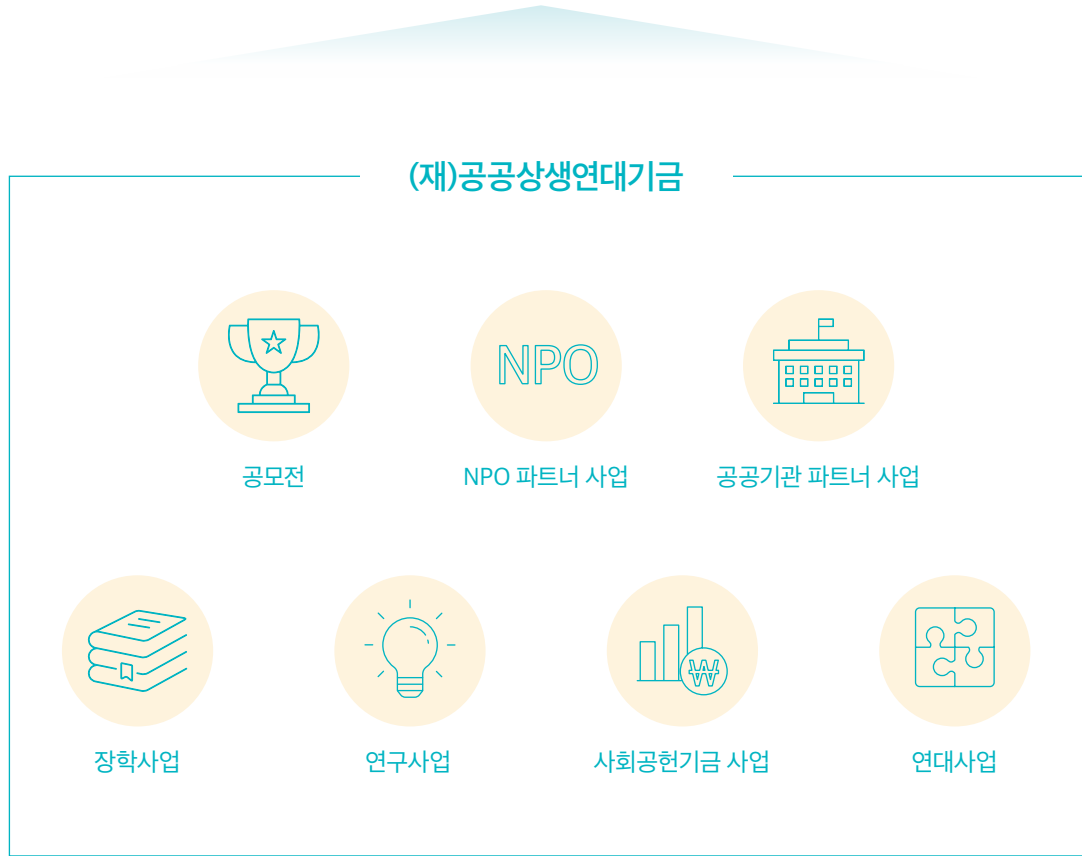 (재)공공상생연대기금
NPO
공모전
NPO 파트너 사업
공공기관 파트너 사업
₩
장학사업
연구사업
사회공헌기금 사업
연대사업